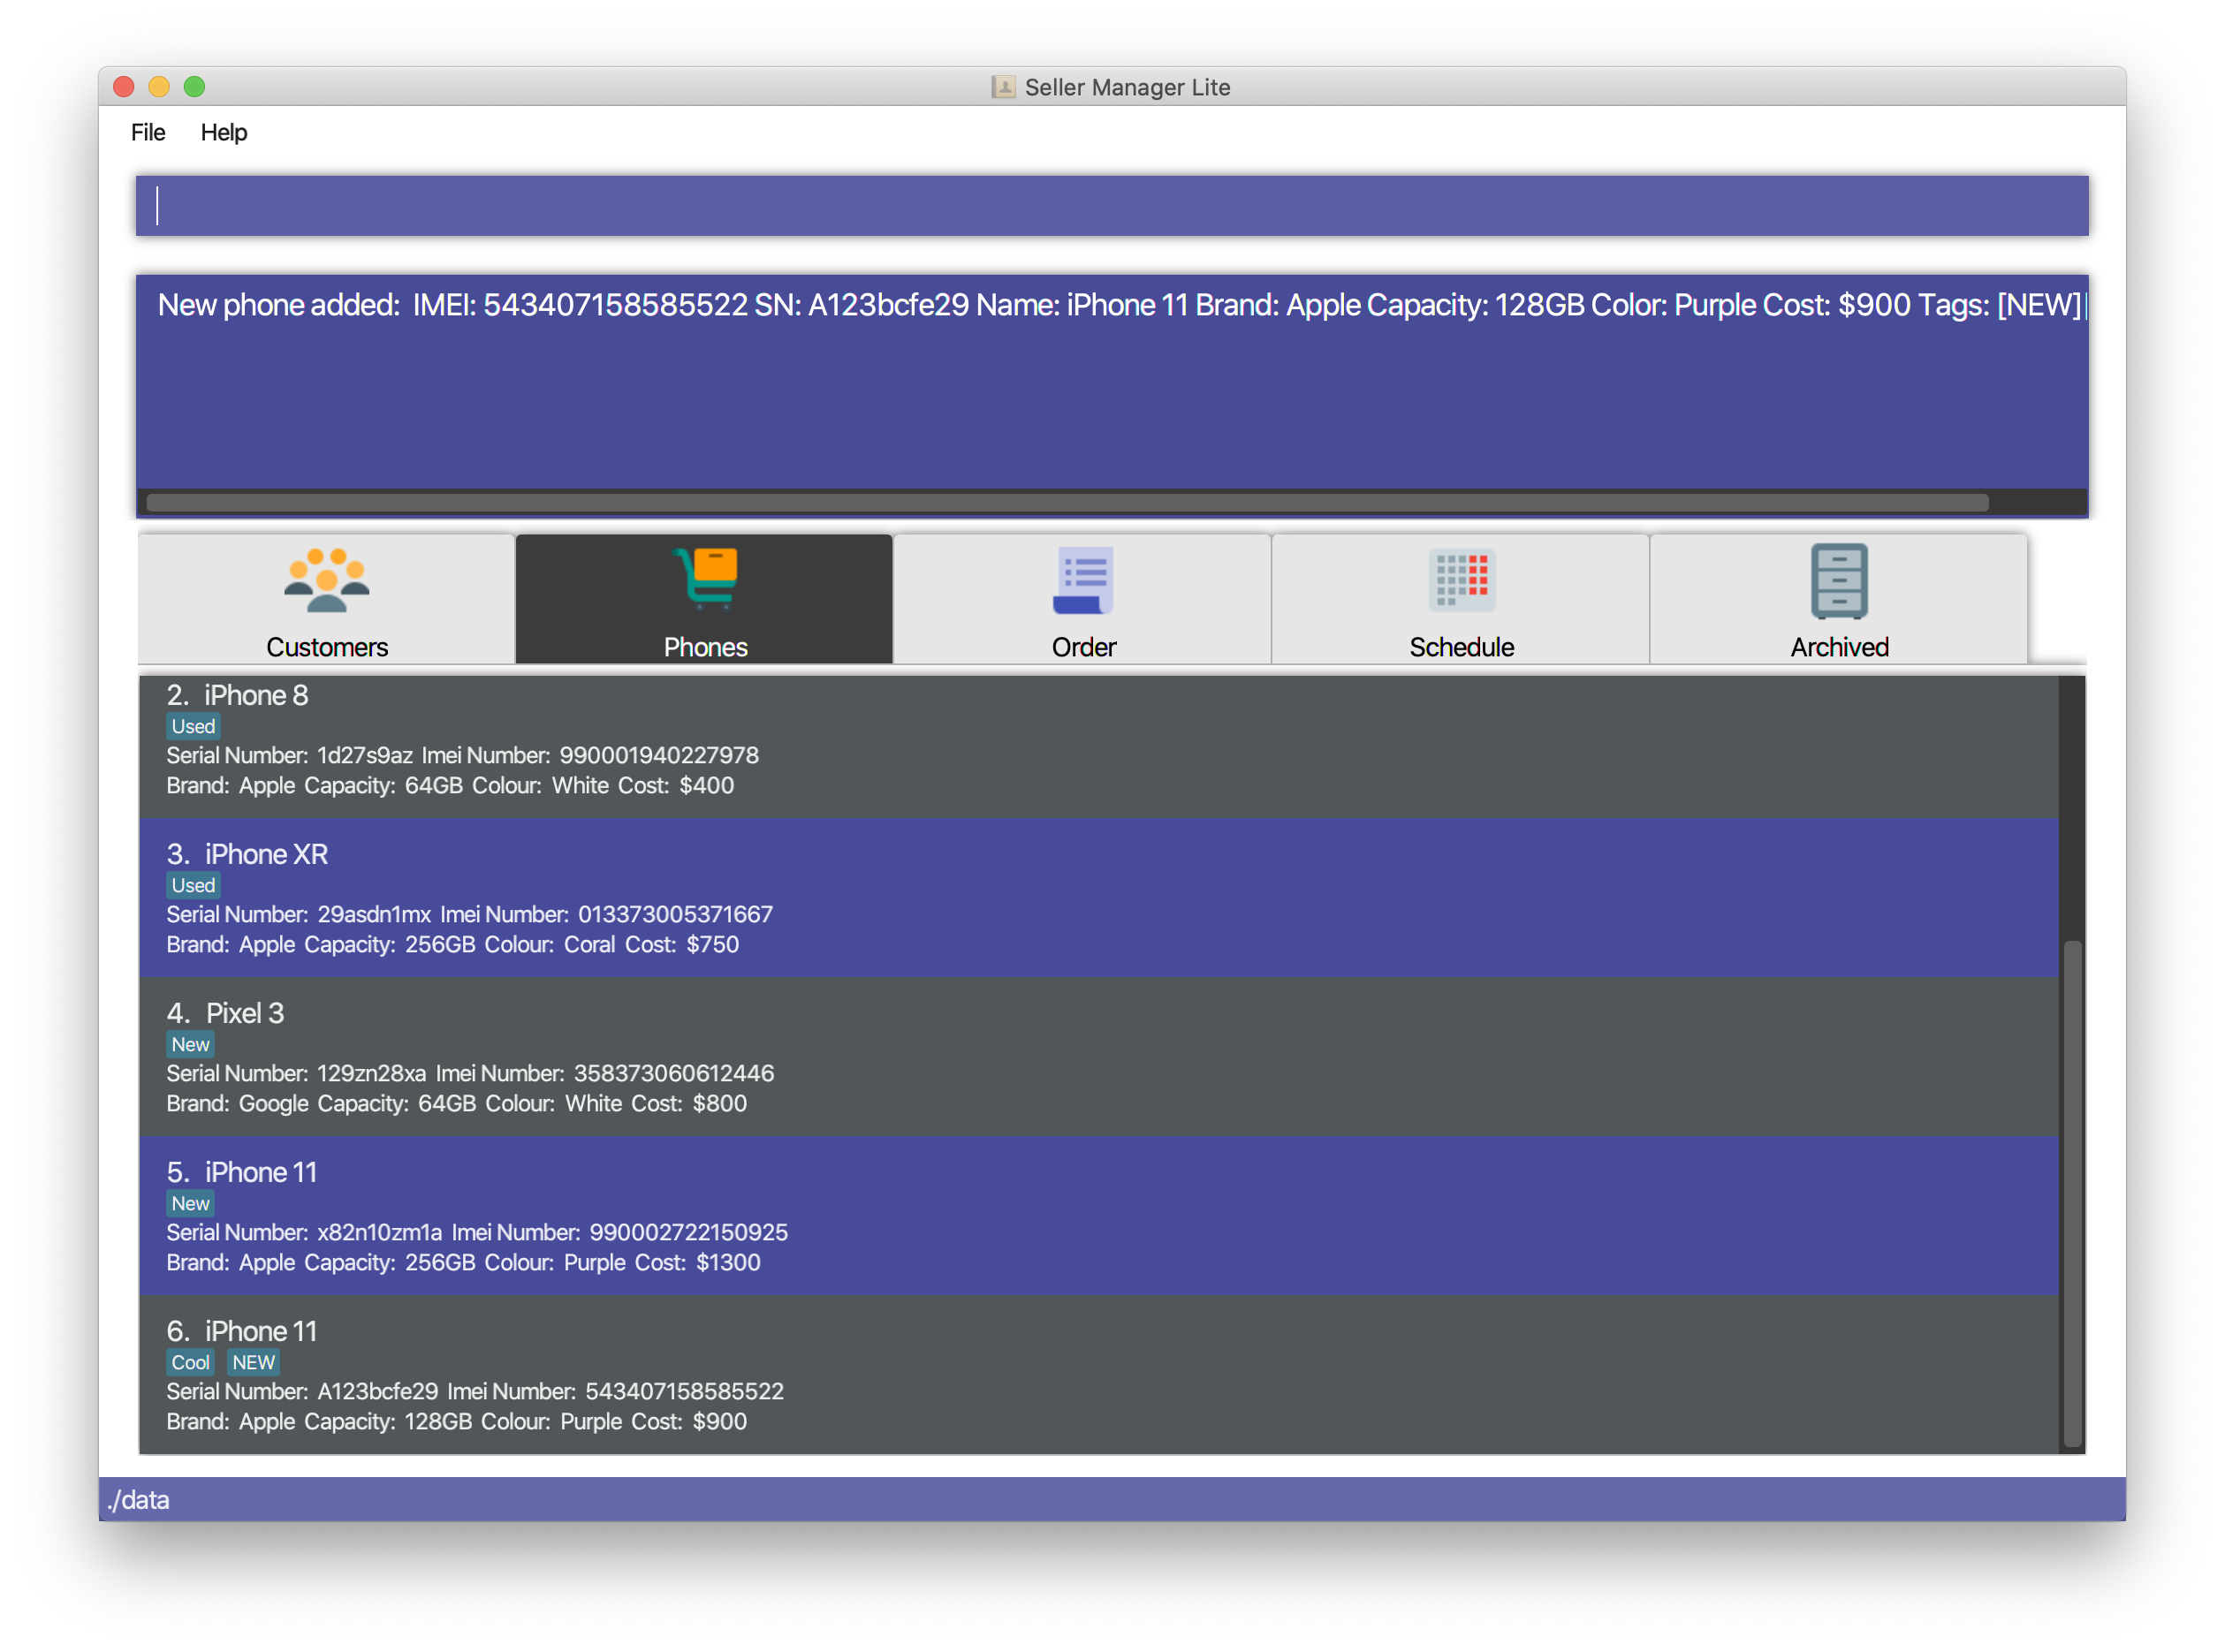 Seller Manager Lite
File Help
New phone added: IMEI: 543407158585522 SN: A123bcfe29 Name: iPhone 11 Brand: Apple Capacity: 128GB Color: Purple Cost: $900 Tags: [NEW]
Customers Phones Order Schedule Archived
2. iPhone 8
Used
Serial Number: 1d27s9az Imei Number: 990001940227978
Brand: Apple Capacity: 64GB Colour: White Cost: $400
3. iPhone XR
Used
Serial Number: 29asdn1mx Imei Number: 013373005371667
Brand: Apple Capacity: 256GB Colour: Coral Cost: $750
4. Pixel 3
New
Serial Number: 129zn28xa Imei Number: 358373060612446
Brand: Google Capacity: 64GB Colour: White Cost: $800
5. iPhone 11
New
Serial Number: x82n10zm1a Imei Number: 990002722150925
Brand: Apple Capacity: 256GB Colour: Purple Cost: $1300
6. iPhone 11
Cool NEW
Serial Number: A123bcfe29 Imei Number: 543407158585522
Brand: Apple Capacity: 128GB Colour: Purple Cost: $900
./data